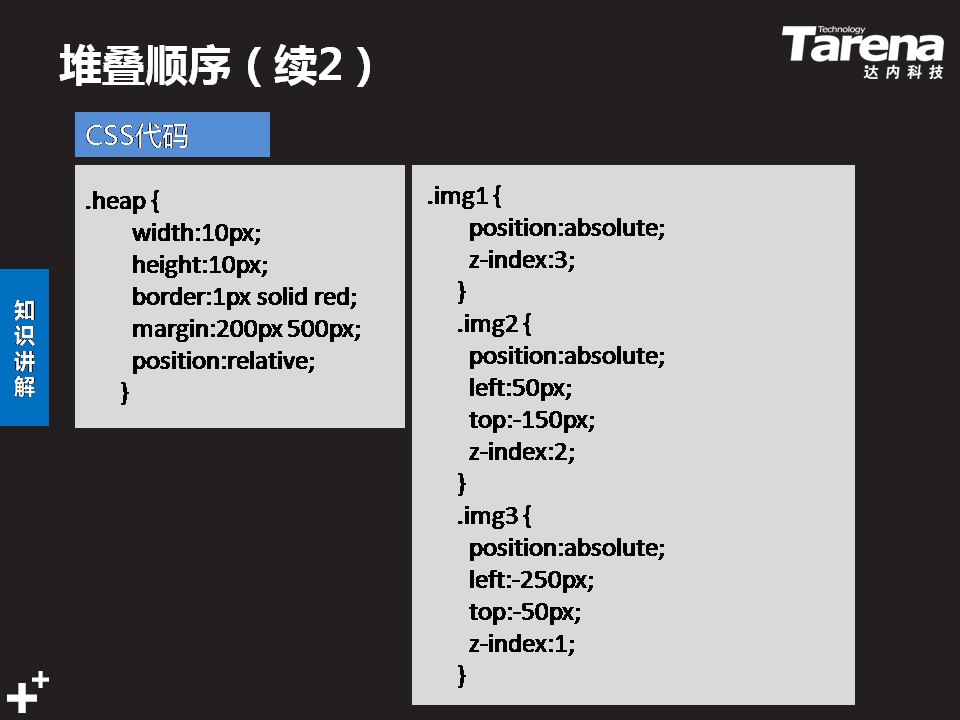 堆叠顺序（续2）
Technology
Tarena
达内科技
CSS代码
.heap {
width:10px;
height:10px;
border:1px solid red;
margin:200px 500px;
position:relative;
}
.img1 {
position:absolute;
z-index:3;
}
.img2 {
position:absolute;
left:50px;
top:-150px;
z-index:2;
}
.img3 {
position:absolute;
left:-250px;
top:-50px;
z-index:1;
}
知识讲解